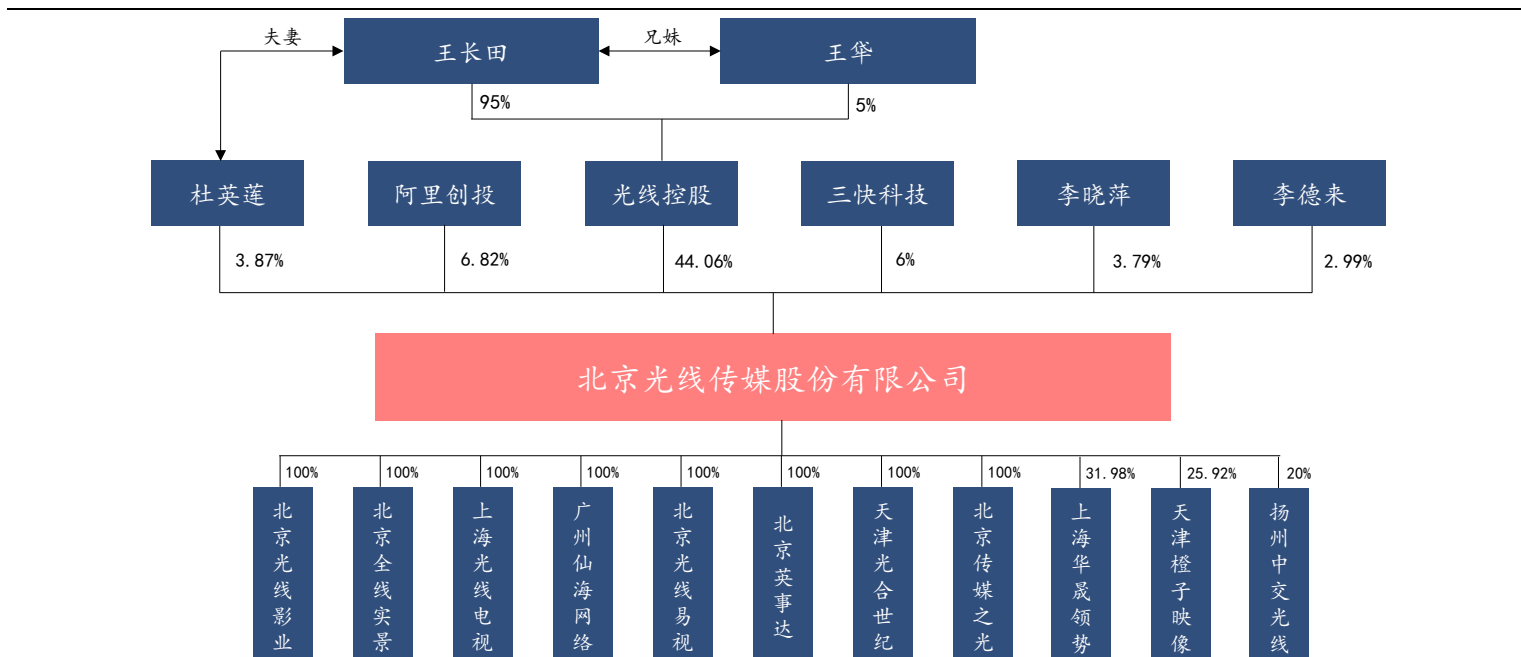 夫妻
王长田
兄妹
王华
95%
5%
杜英莲
阿里创投
光线控股
三快科技
李晓萍
李德来
3.87%
6.82%
44.06%
6%
3.79%
2.99%
北京光线传媒股份有限公司
100%
100%
100%
100%
100%
100%
100%
100%
31.98%
25.92%
20%
北京光线影业
北京全线实景
上海光线电视
广州仙海网络
北京光线易视
北京英事达
天津光合世纪
北京传媒之光
上海华晟领势
天津橙子映像
扬州中交光线